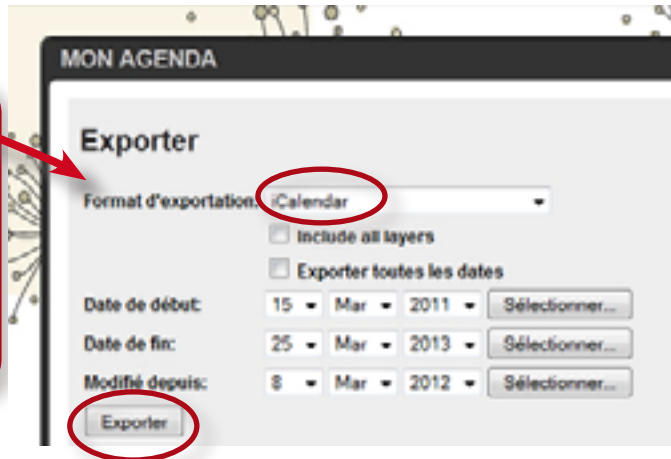 MON AGENDA
Exporter
Format d'exportation: iCalendar
Include all layers
Exporter toutes les dates
Date de début: 15 Mar 2011 Sélectionner...
Date de fin: 25 Mar 2013 Sélectionner...
Modifié depuis: 8 Mar 2012 Sélectionner...
Exporter